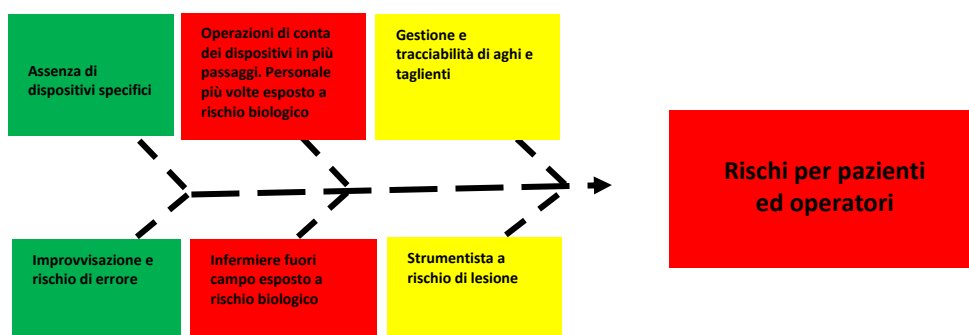 Assenza di
dispositivi specifici
Operazioni di conta
dei dispositivi in più
passaggi. Personale
più volte esposto a
rischio biologico
Gestione e
tracciabilità di aghi e
taglienti
Rischi per pazienti
ed operatori
Improvvisazione e
rischio di errore
Infermiere fuori
campo esposto a
rischio biologico
Strumentista a
rischio di lesione